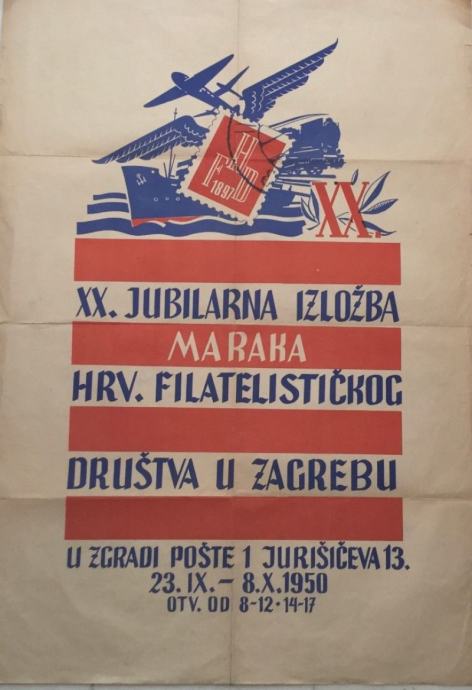 H
F D
1897
XX.
XX. JUBILARNA IZLOŽBA
MARAKA
HRV. FILATELISTIČKOG
DRUŠTVA U ZAGREBU
U ZGRADI POŠTE 1 JURIŠIĆEVA 13.
23. IX. – 8. X. 1950
OTV. OD 8-12 · 14-17